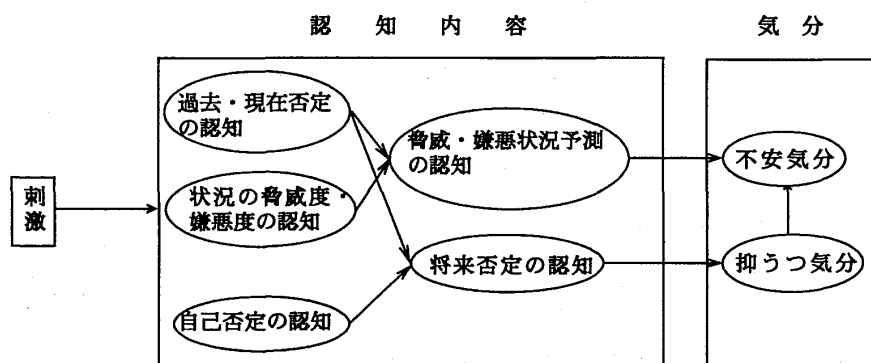 認知内容
気分
過去・現在否定
の認知
脅威・嫌悪状況予測
の認知
不安気分
刺
激
状況の脅威度・
嫌悪度の認知
将来否定の認知
抑うつ気分
自己否定の認知